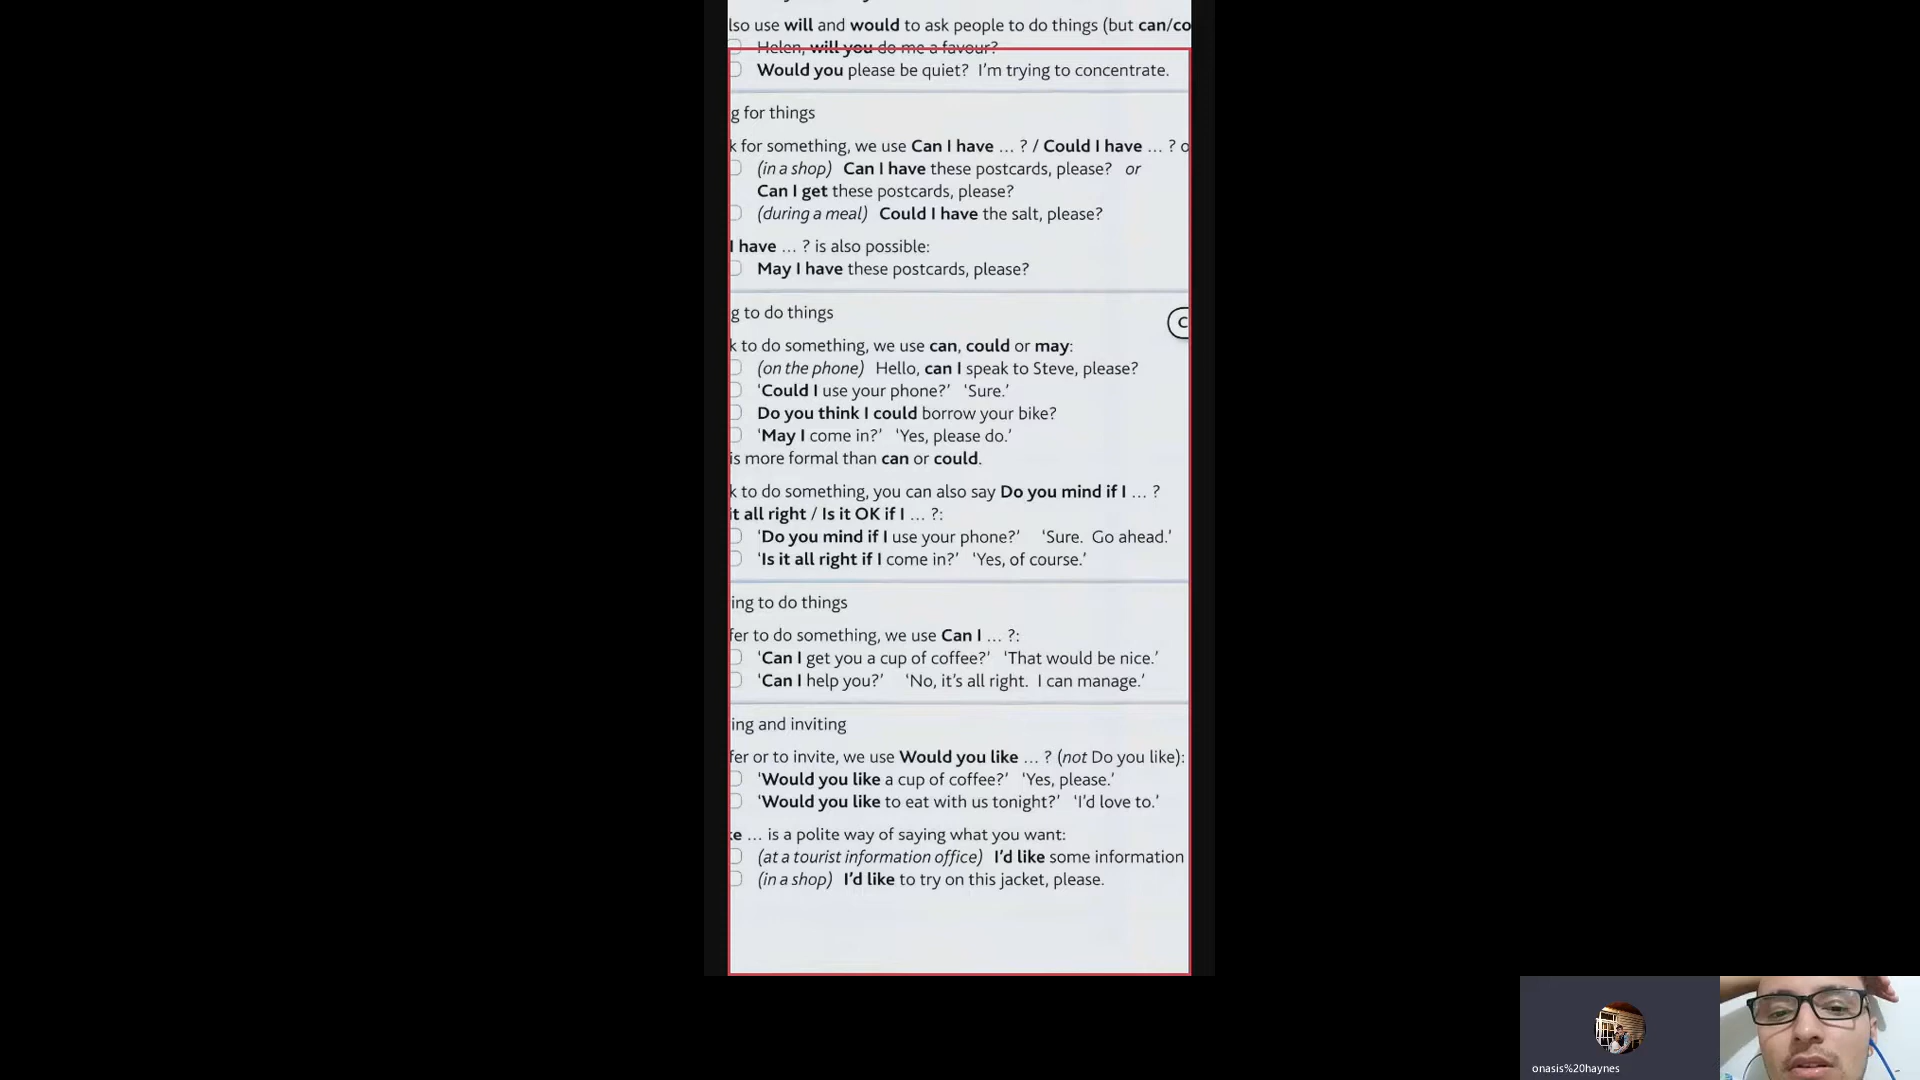 lso use will and would to ask people to do things (but can/co
Helen, will you do me a favour?
Would you please be quiet? I'm trying to concentrate.
g for things
k for something, we use Can I have … ? / Could I have … ? o
(in a shop) Can I have these postcards, please? or
Can I get these postcards, please?
(during a meal) Could I have the salt, please?
I have … ? is also possible:
May I have these postcards, please?
g to do things
C
k to do something, we use can, could or may:
(on the phone) Hello, can I speak to Steve, please?
‘Could I use your phone?’ ‘Sure.’
Do you think I could borrow your bike?
‘May I come in?’ ‘Yes, please do.’
is more formal than can or could.
k to do something, you can also say Do you mind if I … ?
it all right / Is it OK if I … ?:
‘Do you mind if I use your phone?’ ‘Sure. Go ahead.’
‘Is it all right if I come in?’ ‘Yes, of course.’
ing to do things
fer to do something, we use Can I … ?:
‘Can I get you a cup of coffee?’ ‘That would be nice.’
‘Can I help you?’ ‘No, it's all right. I can manage.’
ing and inviting
fer or to invite, we use Would you like … ? (not Do you like):
‘Would you like a cup of coffee?’ ‘Yes, please.’
‘Would you like to eat with us tonight?’ ‘I'd love to.’
ke … is a polite way of saying what you want:
(at a tourist information office) I'd like some information
(in a shop) I'd like to try on this jacket, please.
onasis%20haynes